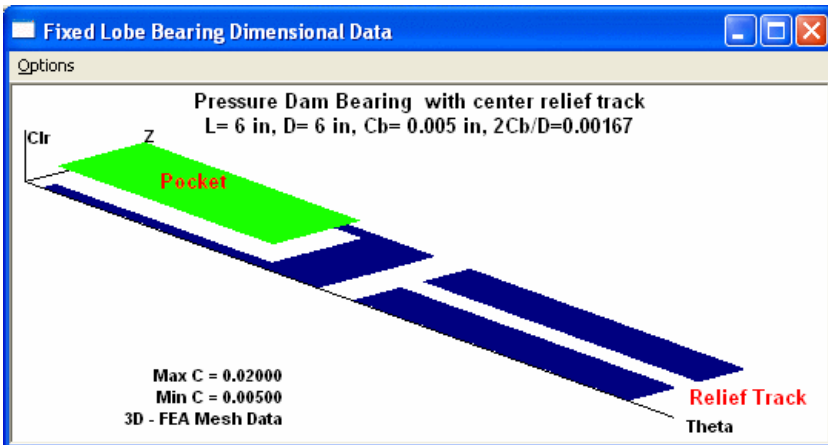 Fixed Lobe Bearing Dimensional Data
Options
Pressure Dam Bearing with center relief track
L= 6 in, D= 6 in, Cb= 0.005 in, 2Cb/D=0.00167
Clr
Z
Pocket
Max C = 0.02000
Min C = 0.00500
3D - FEA Mesh Data
Relief Track
Theta